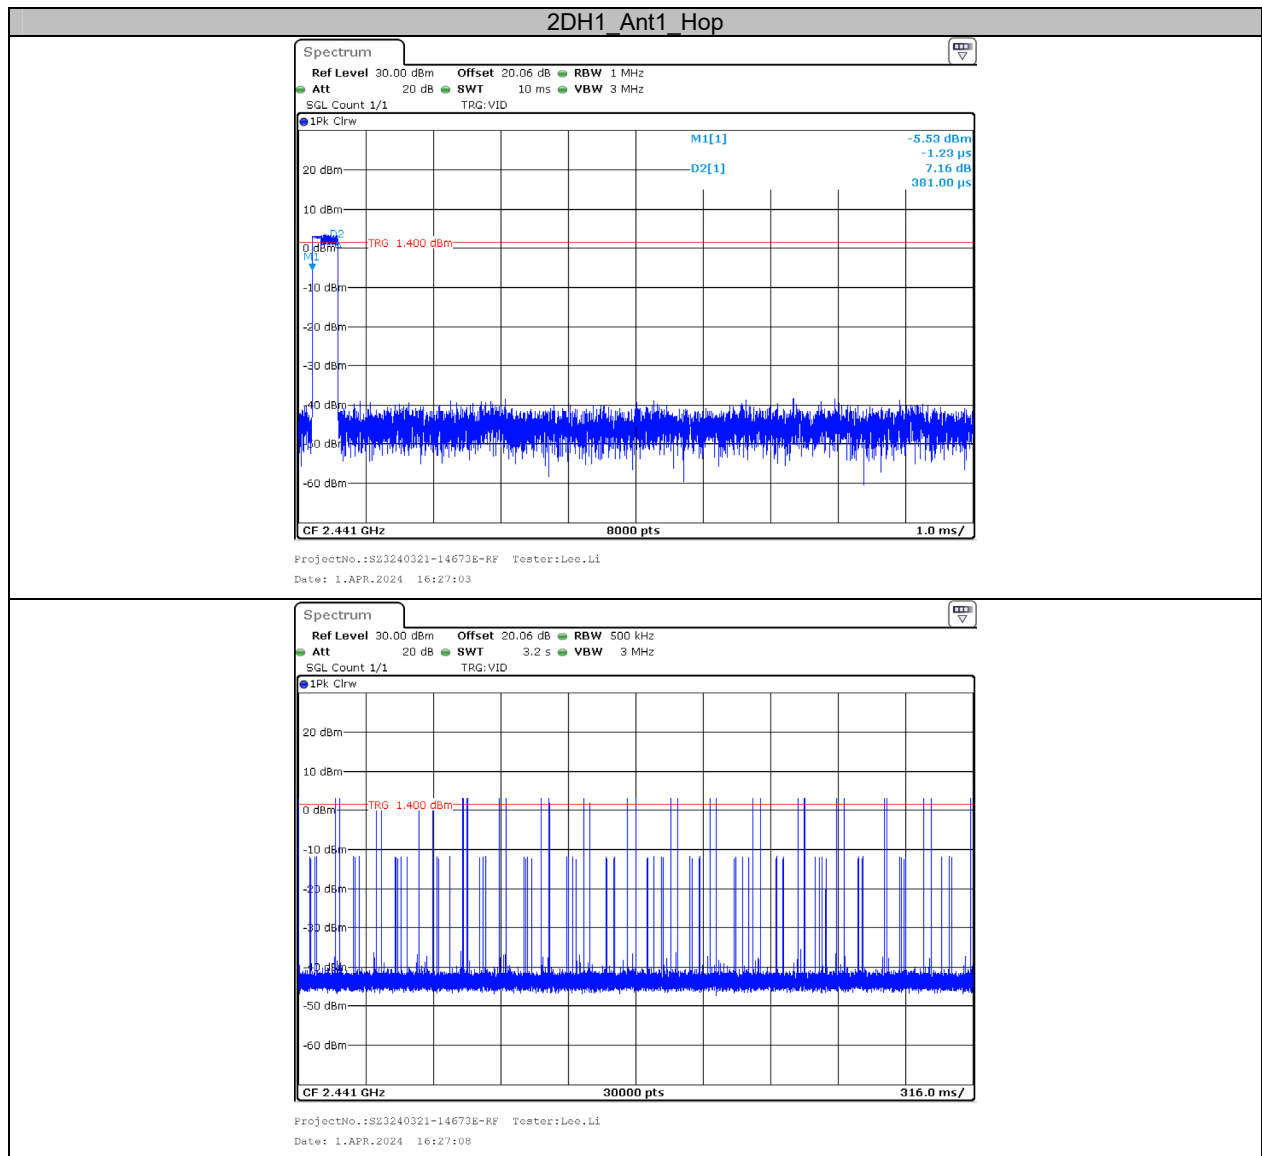 2DH1_Ant1_Hop
Spectrum
Ref Level 30.00 dBm Offset 20.06 dB RBW 1 MHz
Att 20 dB SWT 10 ms VBW 3 MHz
SGL Count 1/1 TRG:VID
1Pk Clrw
M1[1] -5.53 dBm
-1.23 µs
D2[1] 7.16 dB
381.00 µs
20 dBm
10 dBm
D2
TRG 1.400 dBm
0 dBm
M1
-10 dBm
-20 dBm
-30 dBm
-40 dBm
-50 dBm
-60 dBm
CF 2.441 GHz 8000 pts 1.0 ms/
ProjectNo.:SZ3240321-14673E-RF Tester:Lee.Li
Date: 1.APR.2024 16:27:03
Spectrum
Ref Level 30.00 dBm Offset 20.06 dB RBW 500 kHz
Att 20 dB SWT 3.2 s VBW 3 MHz
SGL Count 1/1 TRG:VID
1Pk Clrw
20 dBm
10 dBm
TRG 1.400 dBm
0 dBm
-10 dBm
-20 dBm
-30 dBm
-40 dBm
-50 dBm
-60 dBm
CF 2.441 GHz 30000 pts 316.0 ms/
ProjectNo.:SZ3240321-14673E-RF Tester:Lee.Li
Date: 1.APR.2024 16:27:08